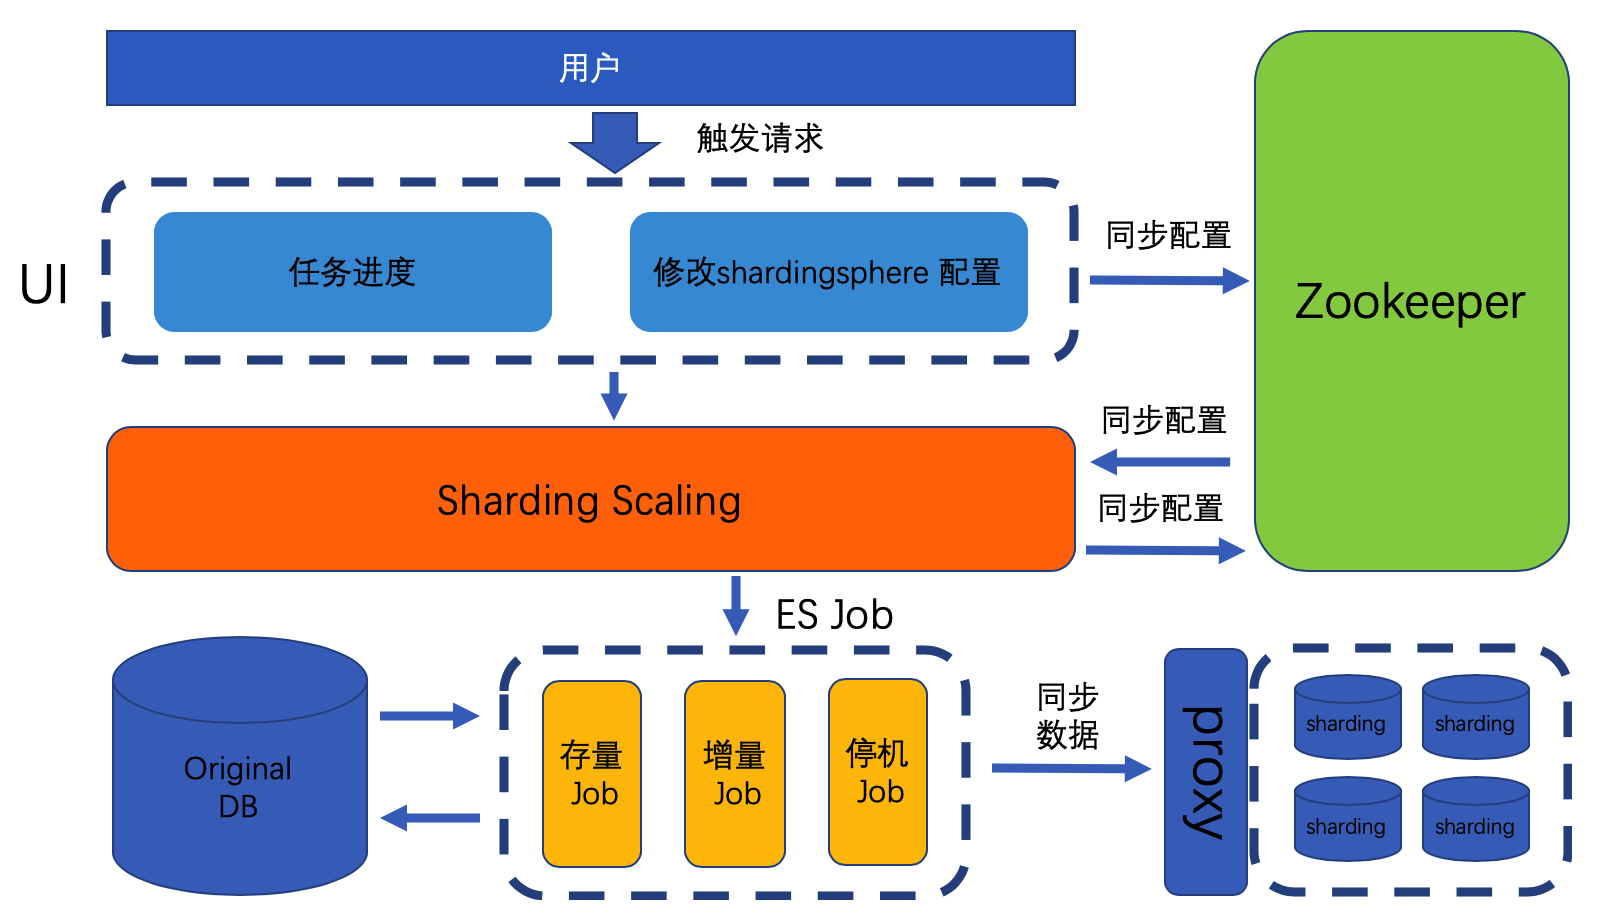 用户
触发请求
UI
任务进度
修改shardingsphere 配置
同步配置
Zookeeper
同步配置
Sharding Scaling
同步配置
ES Job
Original
DB
存量
Job
增量
Job
停机
Job
同步
数据
proxy
sharding
sharding
sharding
sharding